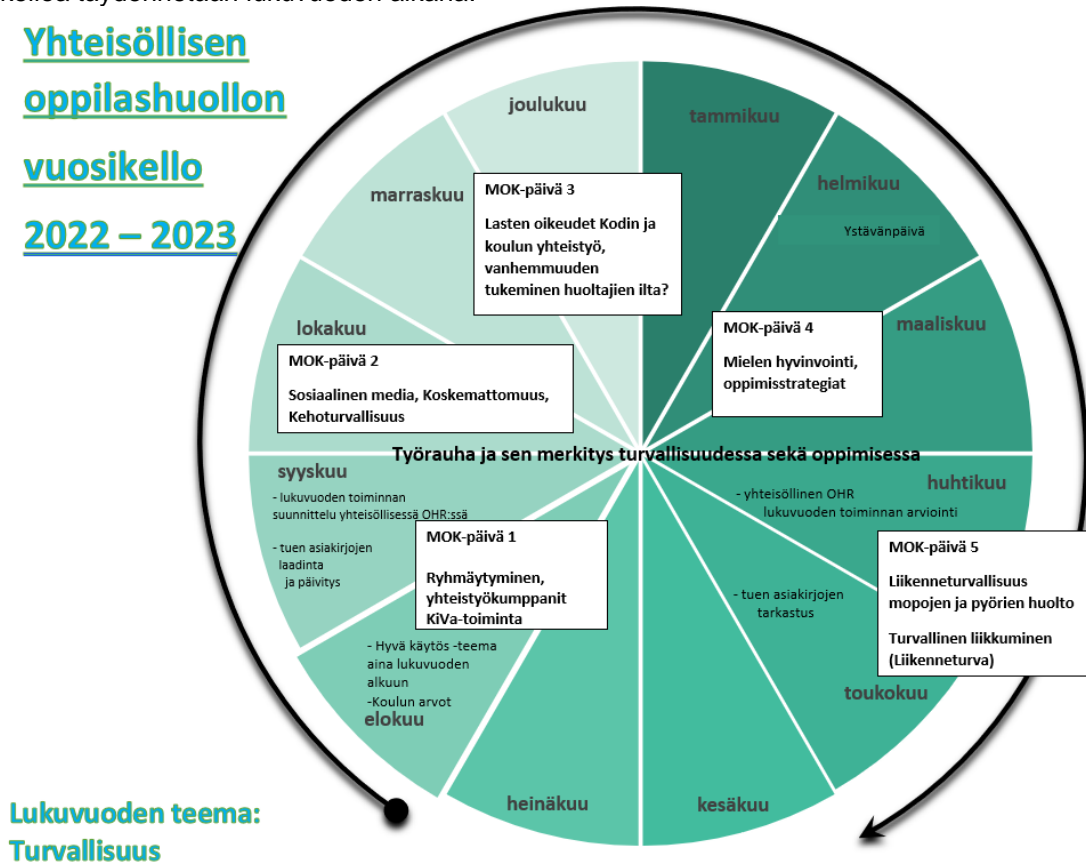 Yhteisöllisen
oppilashuollon
vuosikello
2022 – 2023
joulukuu
tammikuu
marraskuu
helmikuu
Ystävänpäivä
MOK-päivä 3
Lasten oikeudet Kodin ja
koulun yhteistyö,
vanhemmuuden
tukeminen huoltajien ilta?
lokakuu
maaliskuu
MOK-päivä 4
Mielen hyvinvointi,
oppimisstrategiat
MOK-päivä 2
Sosiaalinen media, Koskemattomuus,
Kehoturvallisuus
Työrauha ja sen merkitys turvallisuudessa sekä oppimisessa
syyskuu
- lukuvuoden toiminnan
suunnittelu yhteisöllisessä OHR:ssä
- tuen asiakirjojen
laadinta
ja päivitys
huhtikuu
- yhteisöllinen OHR
lukuvuoden toiminnan arviointi
MOK-päivä 1
Ryhmäytyminen,
yhteistyökumppanit
KiVa-toiminta
MOK-päivä 5
Liikenneturvallisuus
mopojen ja pyörien huolto
Turvallinen liikkuminen
(Liikenneturva)
- tuen asiakirjojen
tarkastus
- Hyvä käytös -teema
aina lukuvuoden
alkuun
-Koulun arvot
elokuu
toukokuu
heinäkuu
kesäkuu
Lukuvuoden teema:
Turvallisuus